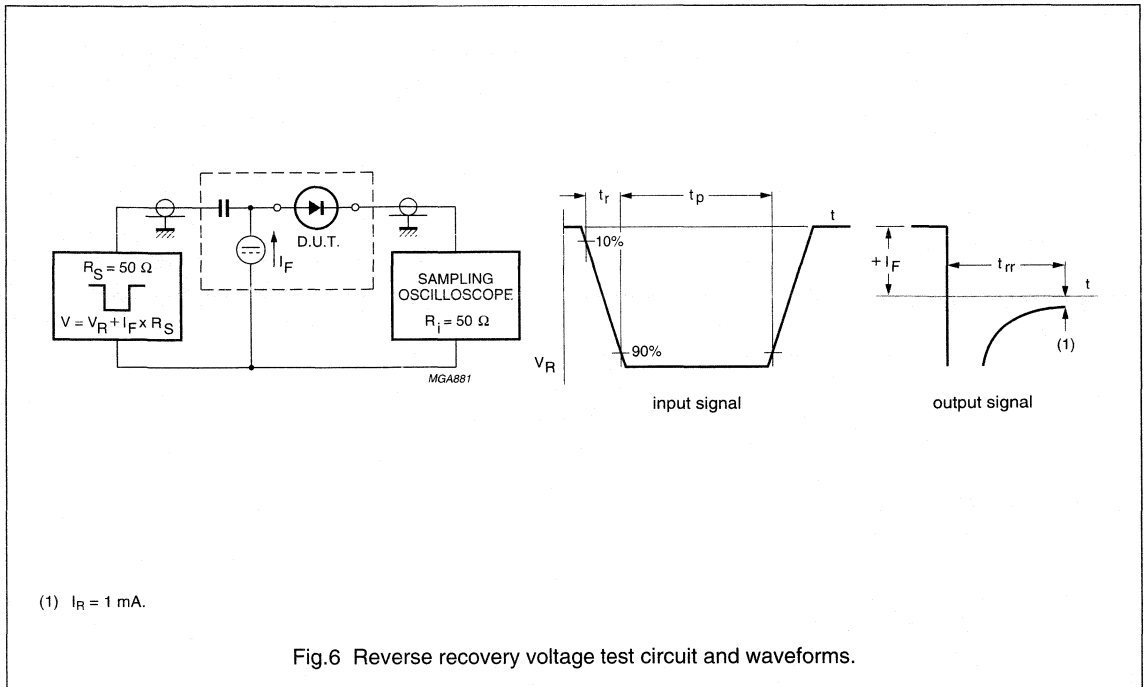 R_S = 50 Ω
V = V_R + I_F x R_S
I_F
D.U.T.
SAMPLING
OSCILLOSCOPE
R_i = 50 Ω
MGA881
t_r
t_p
t
10%
90%
V_R
input signal
+ I_F
t_rr
t
(1)
output signal
(1) I_R = 1 mA.
Fig.6 Reverse recovery voltage test circuit and waveforms.